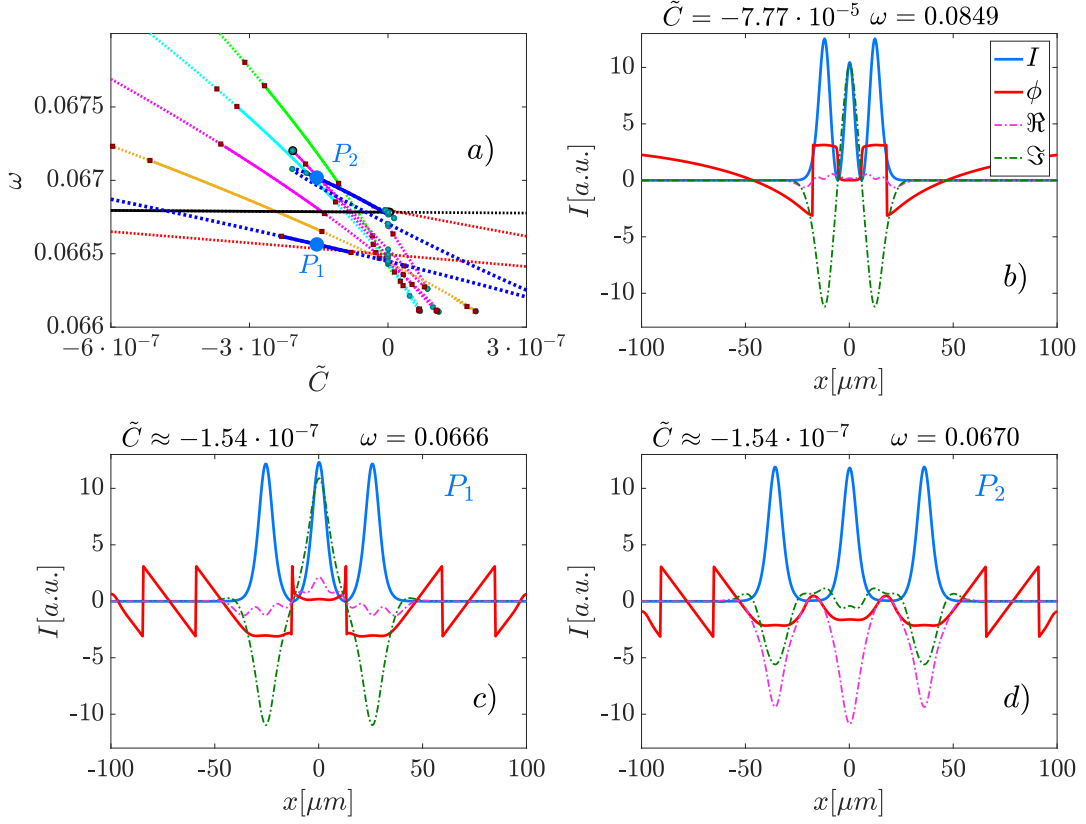 C̃ = −7.77 · 10⁻⁵ ω = 0.0849
0.0675
0.067
0.0665
0.066
ω
a)
P₂
P₁
−6 · 10⁻⁷ −3 · 10⁻⁷ 0 3 · 10⁻⁷
C̃
10
5
0
-5
-10
I[a.u.]
I
ϕ
ℜ
ℑ
b)
-100 -50 0 50 100
x[μm]
C̃ ≈ −1.54 · 10⁻⁷ ω = 0.0666
10
5
0
-5
-10
I[a.u.]
P₁
c)
-100 -50 0 50 100
x[μm]
C̃ ≈ −1.54 · 10⁻⁷ ω = 0.0670
10
5
0
-5
-10
I[a.u.]
P₂
d)
-100 -50 0 50 100
x[μm]